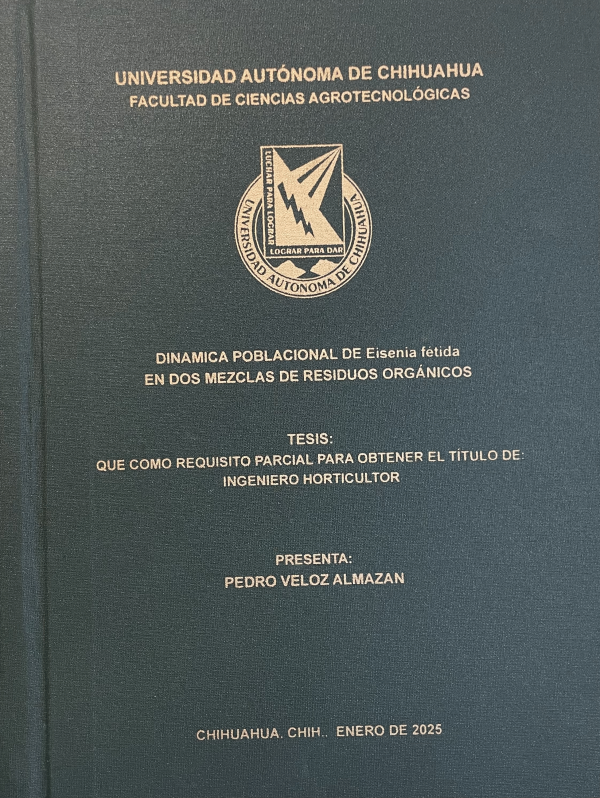 UNIVERSIDAD AUTÓNOMA DE CHIHUAHUA
FACULTAD DE CIENCIAS AGROTECNOLÓGICAS
LUCHAR PARA LOGRAR
LOGRAR PARA DAR
UNIVERSIDAD AUTONOMA DE CHIHUAHUA
DINAMICA POBLACIONAL DE Eisenia fetida
EN DOS MEZCLAS DE RESIDUOS ORGÁNICOS
TESIS:
QUE COMO REQUISITO PARCIAL PARA OBTENER EL TÍTULO DE:
INGENIERO HORTICULTOR
PRESENTA:
PEDRO VELOZ ALMAZAN
CHIHUAHUA, CHIH., ENERO DE 2025